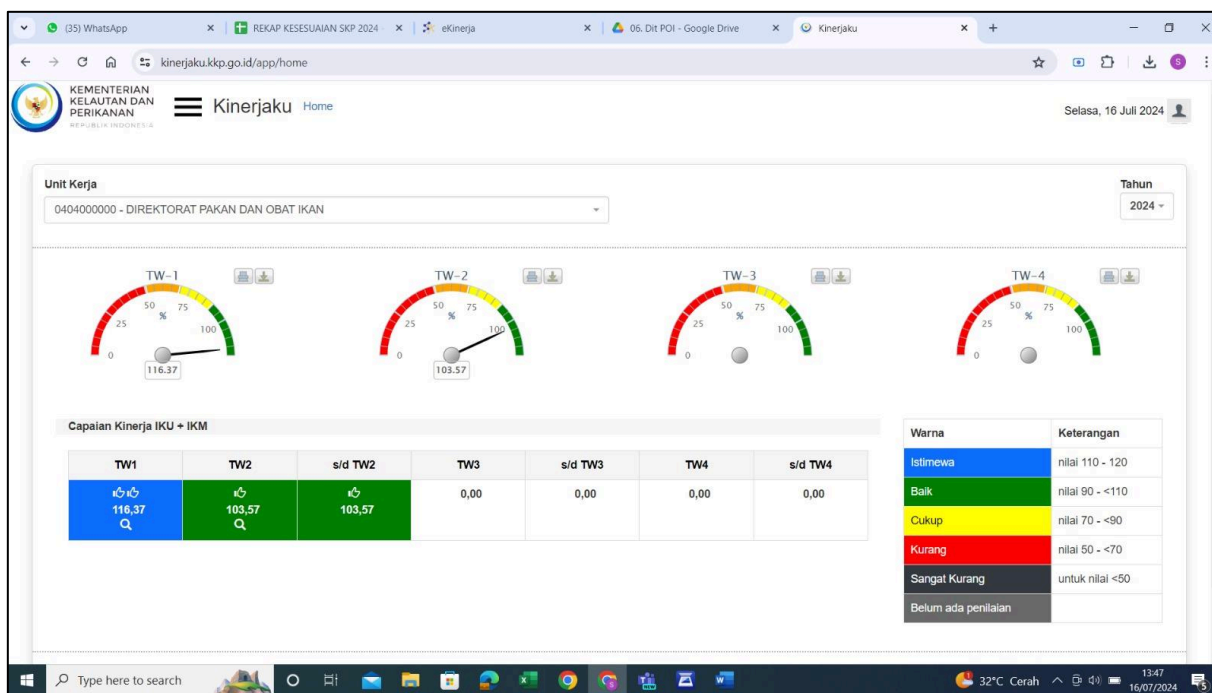 (35) WhatsApp
REKAP KESESUAIAN SKP 2024
eKinerja
06. Dit POI - Google Drive
Kinerjaku
kinerjaku.kkp.go.id/app/home
S
KEMENTERIAN
KELAUTAN DAN
PERIKANAN
REPUBLIK INDONESIA
Kinerjaku Home
Selasa, 16 Juli 2024
Unit Kerja
Tahun
0404000000 - DIREKTORAT PAKAN DAN OBAT IKAN
2024
TW-1
0 25 50 75 100
%
116.37
TW-2
0 25 50 75 100
%
103.57
TW-3
0 25 50 75 100
%
TW-4
0 25 50 75 100
%
Capaian Kinerja IKU + IKM
TW1 TW2 s/d TW2 TW3 s/d TW3 TW4 s/d TW4
116,37 103,57 103,57 0,00 0,00 0,00 0,00
Warna Keterangan
Istimewa nilai 110 - 120
Baik nilai 90 - <110
Cukup nilai 70 - <90
Kurang nilai 50 - <70
Sangat Kurang untuk nilai <50
Belum ada penilaian
Type here to search
32°C Cerah
13:47
16/07/2024
5